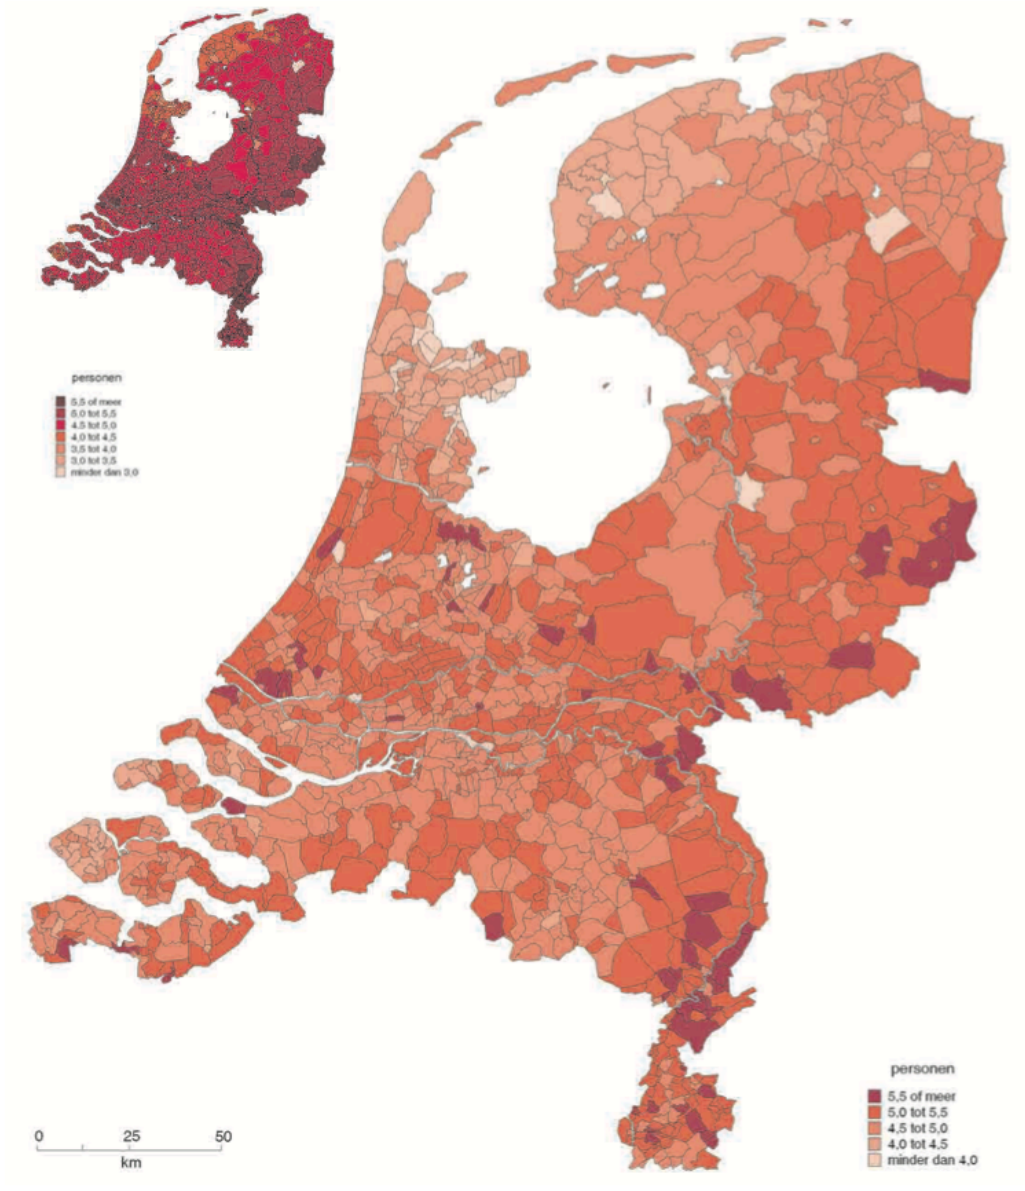 personen
5,5 of meer
5,0 tot 5,5
4,5 tot 5,0
4,0 tot 4,5
3,5 tot 4,0
3,0 tot 3,5
minder dan 3,0
0 25 50
km
personen
5,5 of meer
5,0 tot 5,5
4,5 tot 5,0
4,0 tot 4,5
minder dan 4,0